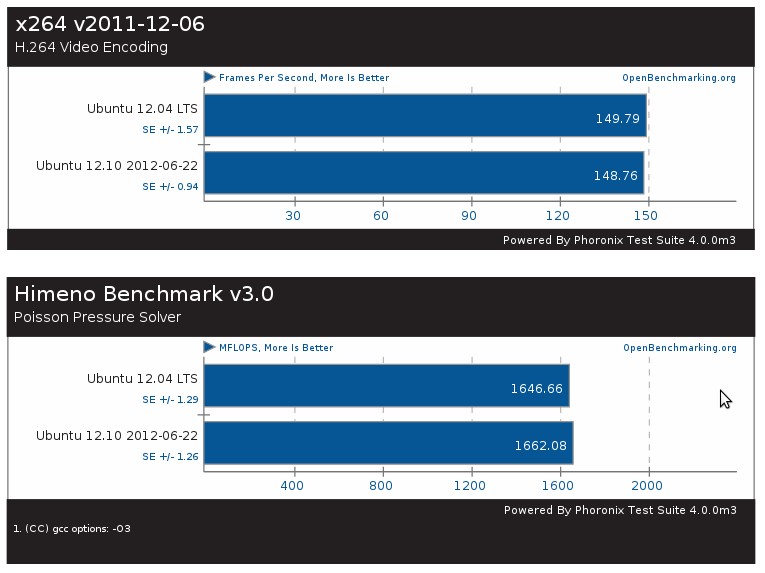 x264 v2011-12-06
H.264 Video Encoding
Frames Per Second, More Is Better OpenBenchmarking.org
Ubuntu 12.04 LTS 149.79
SE +/- 1.57
Ubuntu 12.10 2012-06-22 148.76
SE +/- 0.94
30 60 90 120 150
Powered By Phoronix Test Suite 4.0.0m3
Himeno Benchmark v3.0
Poisson Pressure Solver
MFLOPS, More Is Better OpenBenchmarking.org
Ubuntu 12.04 LTS 1646.66
SE +/- 1.29
Ubuntu 12.10 2012-06-22 1662.08
SE +/- 1.26
400 800 1200 1600 2000
Powered By Phoronix Test Suite 4.0.0m3
1. (CC) gcc options: -O3